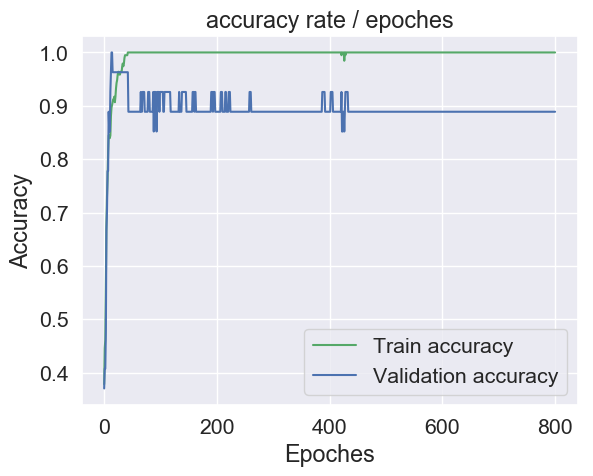 accuracy rate / epoches
1.0
0.9
0.8
0.7
0.6
0.5
0.4
Accuracy
0 200 400 600 800
Epoches
Train accuracy
Validation accuracy